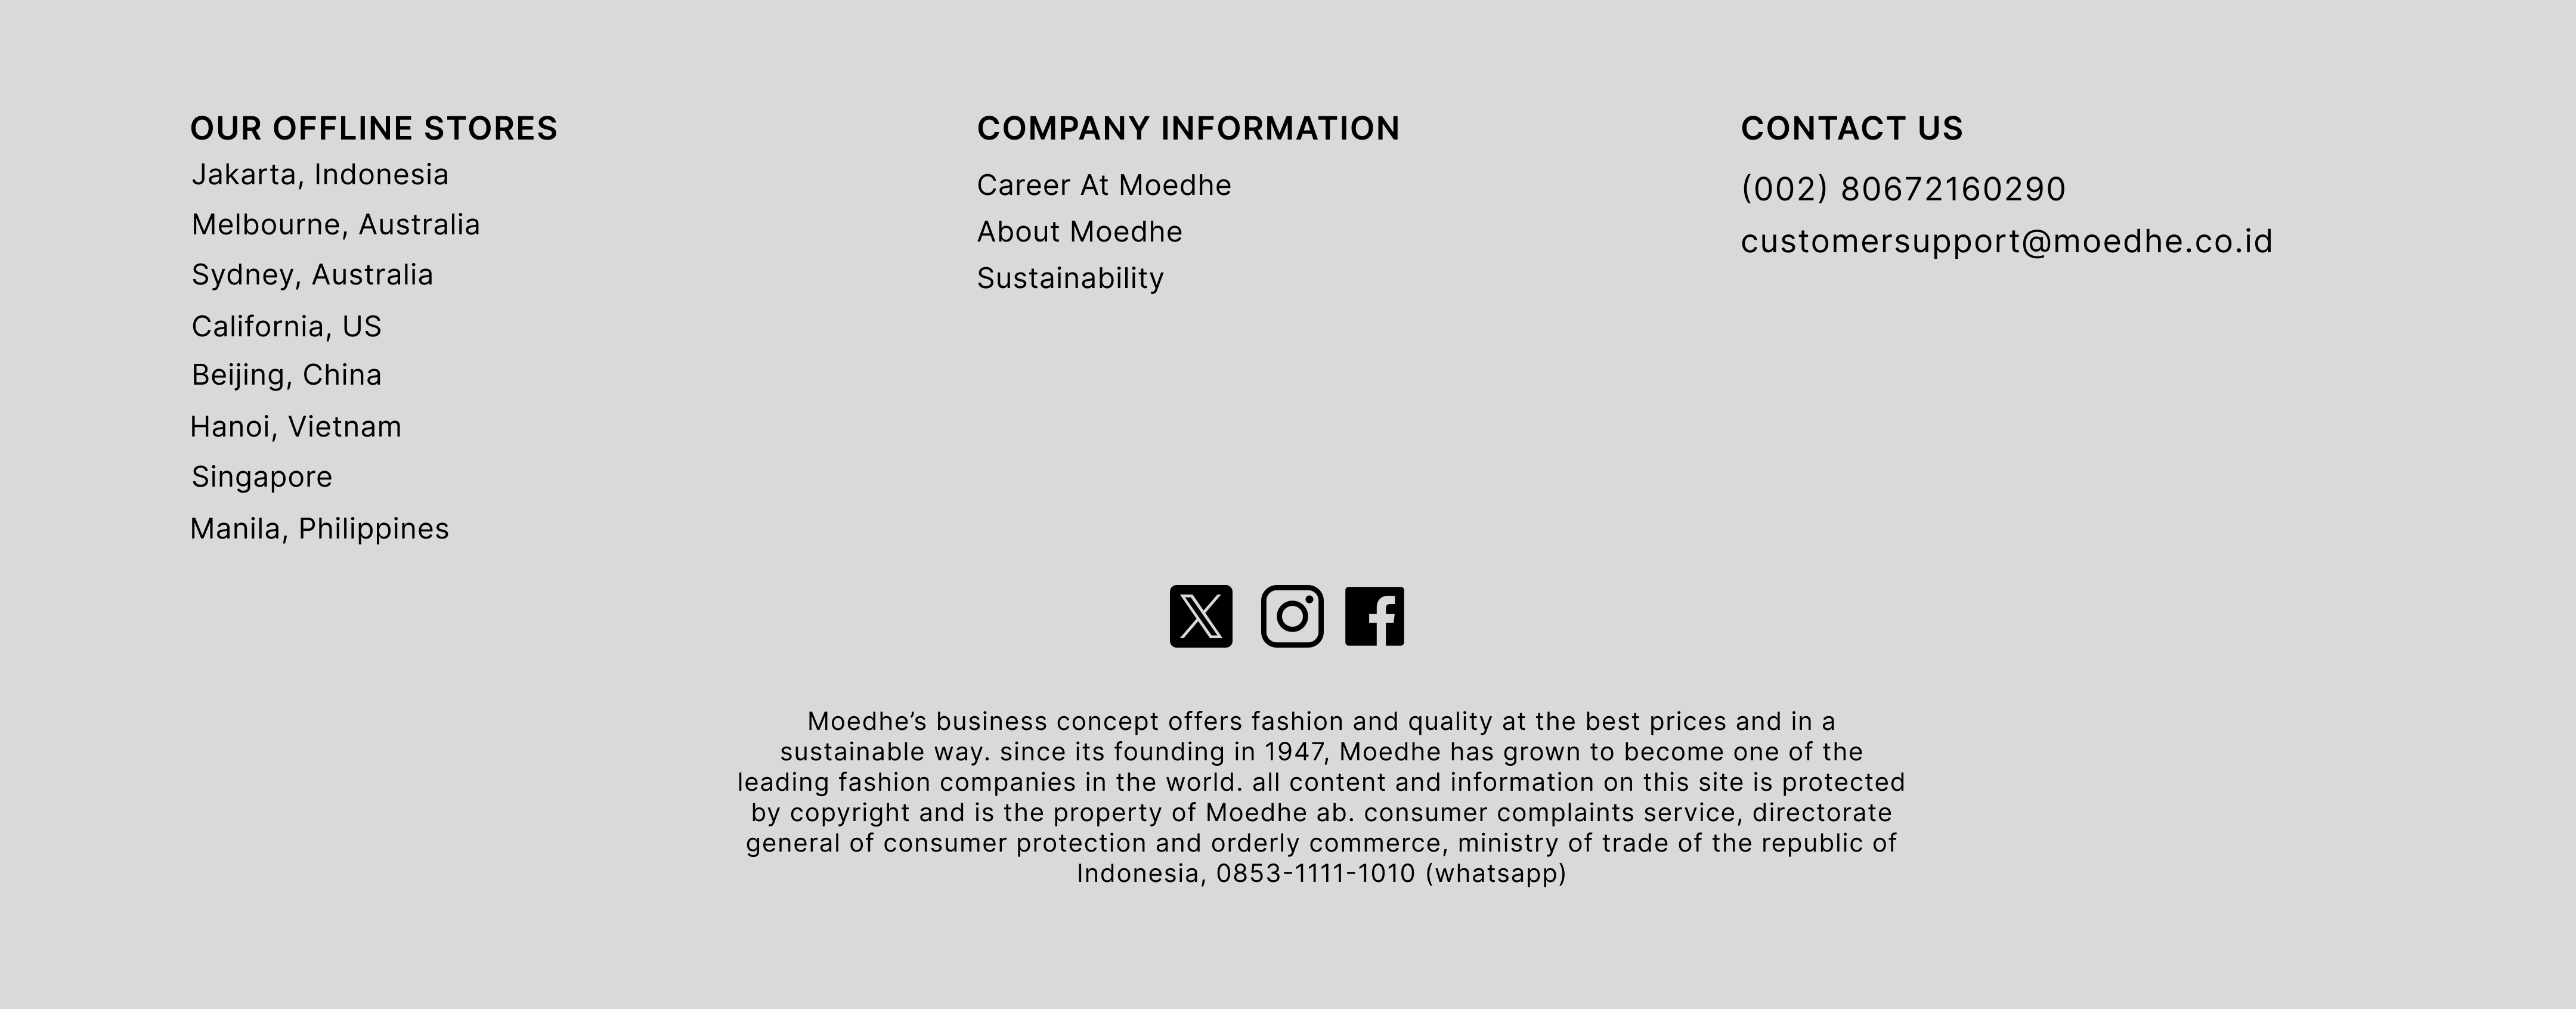 OUR OFFLINE STORES
Jakarta, Indonesia
Melbourne, Australia
Sydney, Australia
California, US
Beijing, China
Hanoi, Vietnam
Singapore
Manila, Philippines
COMPANY INFORMATION
Career At Moedhe
About Moedhe
Sustainability
CONTACT US
(002) 80672160290
customersupport@moedhe.co.id
Moedhe’s business concept offers fashion and quality at the best prices and in a
sustainable way. since its founding in 1947, Moedhe has grown to become one of the
leading fashion companies in the world. all content and information on this site is protected
by copyright and is the property of Moedhe ab. consumer complaints service, directorate
general of consumer protection and orderly commerce, ministry of trade of the republic of
Indonesia, 0853-1111-1010 (whatsapp)